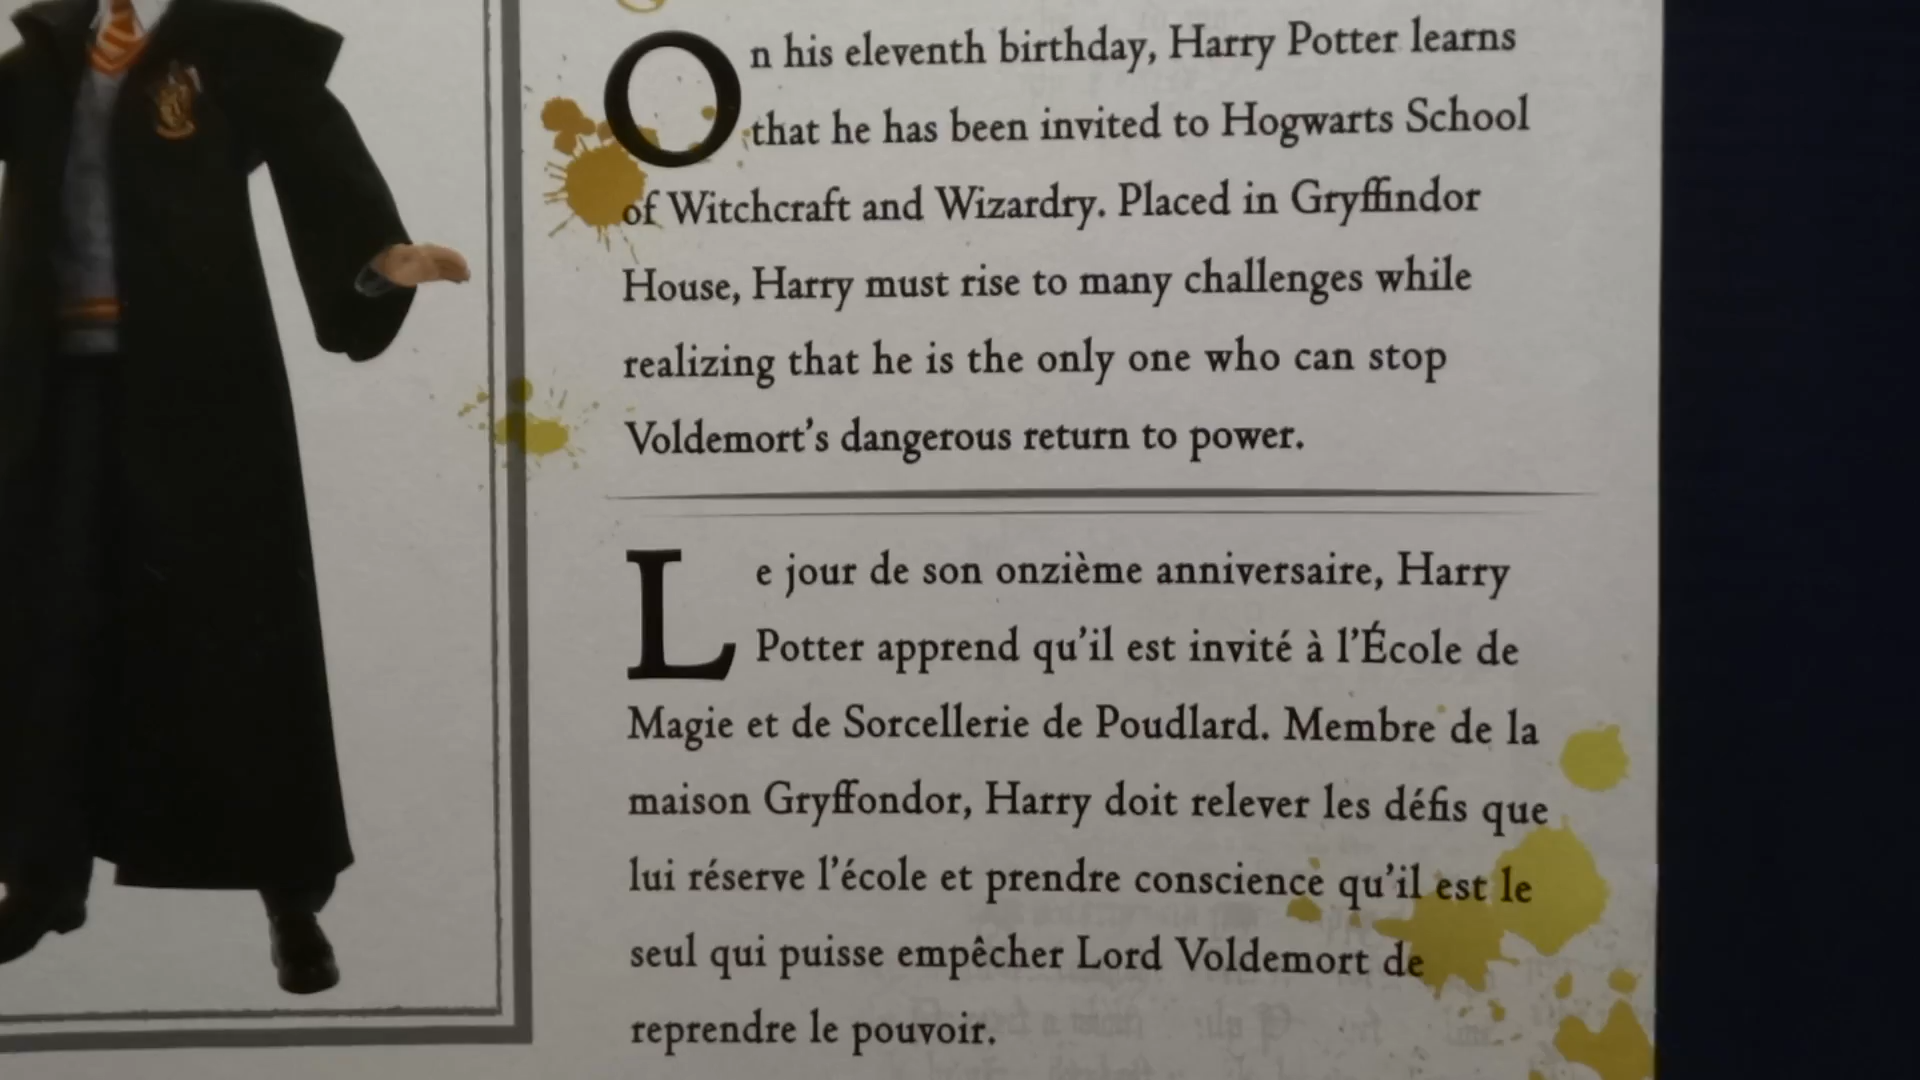 On his eleventh birthday, Harry Potter learns
that he has been invited to Hogwarts School
of Witchcraft and Wizardry. Placed in Gryffindor
House, Harry must rise to many challenges while
realizing that he is the only one who can stop
Voldemort's dangerous return to power.
Le jour de son onzième anniversaire, Harry
Potter apprend qu'il est invité à l'École de
Magie et de Sorcellerie de Poudlard. Membre de la
maison Gryffondor, Harry doit relever les défis que
lui réserve l'école et prendre conscience qu'il est le
seul qui puisse empêcher Lord Voldemort de
reprendre le pouvoir.